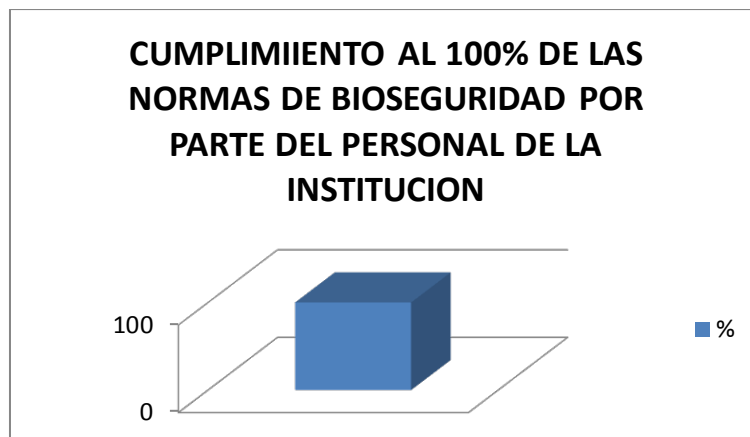 CUMPLIMIIENTO AL 100% DE LAS
NORMAS DE BIOSEGURIDAD POR
PARTE DEL PERSONAL DE LA
INSTITUCION
100
%
0